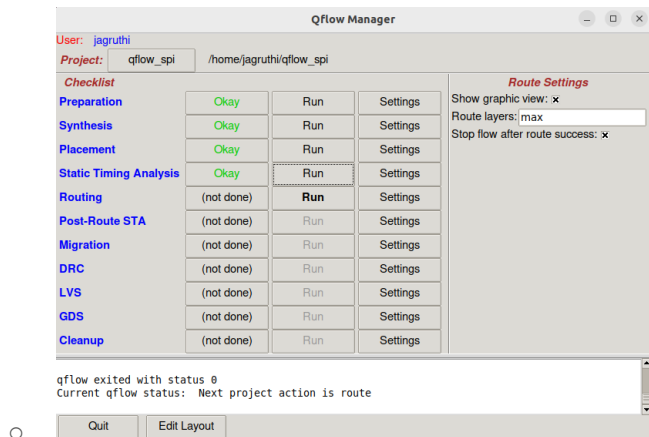 Qflow Manager
User: jagruthi
Project: qflow_spi /home/jagruthi/qflow_spi
Checklist
Preparation Okay Run Settings
Synthesis Okay Run Settings
Placement Okay Run Settings
Static Timing Analysis Okay Run Settings
Routing (not done) Run Settings
Post-Route STA (not done) Run Settings
Migration (not done) Run Settings
DRC (not done) Run Settings
LVS (not done) Run Settings
GDS (not done) Run Settings
Cleanup (not done) Run Settings
Route Settings
Show graphic view:
Route layers: max
Stop flow after route success:
qflow exited with status 0
Current qflow status: Next project action is route
Quit Edit Layout